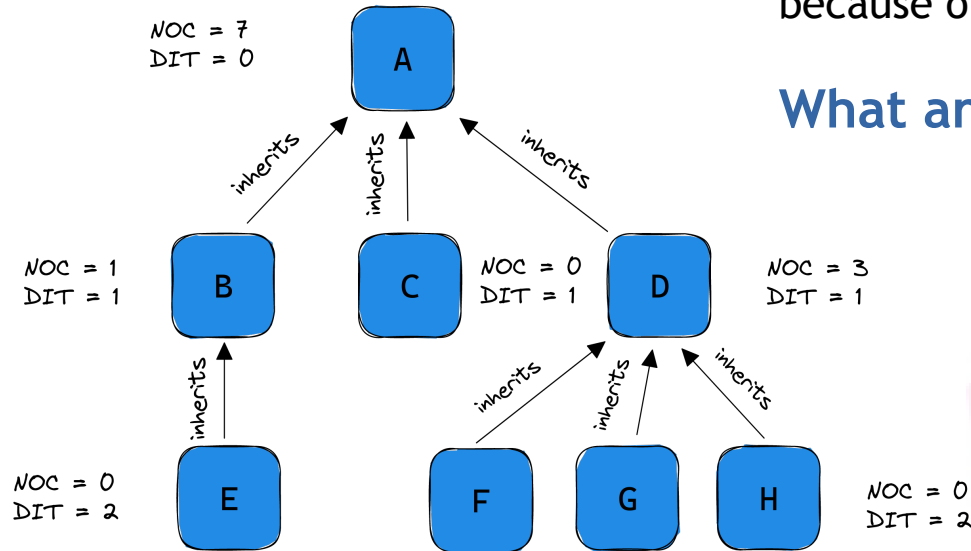 because o
NOC = 7
DIT = 0
A
What ar
inherits
inherits
inherits
NOC = 1
DIT = 1
B
C
NOC = 0
DIT = 1
D
NOC = 3
DIT = 1
inherits
inherits
inherits
inherits
NOC = 0
DIT = 2
E
F
G
H
NOC = 0
DIT = 2